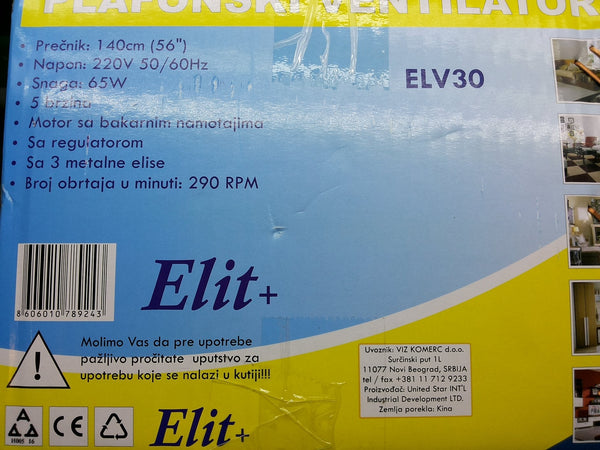 PLAFONSKI VENTILATOR
• Prečnik: 140cm (56")
• Napon: 220V 50/60Hz
• Snaga: 65W
• 5 brzina
• Motor sa bakarnim namotajima
• Sa regulatorom
• Sa 3 metalne elise
• Broj obrtaja u minuti: 290 RPM
ELV30
8606010789243
Elit+
Molimo Vas da pre upotrebe
pažljivo pročitate uputstvo za
upotrebu koje se nalazi u kutiji!!!
Uvoznik: VIZ KOMERC d.o.o.
Surčinski put 1L
11077 Novi Beograd, SRBIJA
tel / fax +381 11 712 9233
Proizvođač: United Star INT'L
Industrial Development LTD.
Zemlja porekla: Kina
AAA
I005 16
CE
Elit+